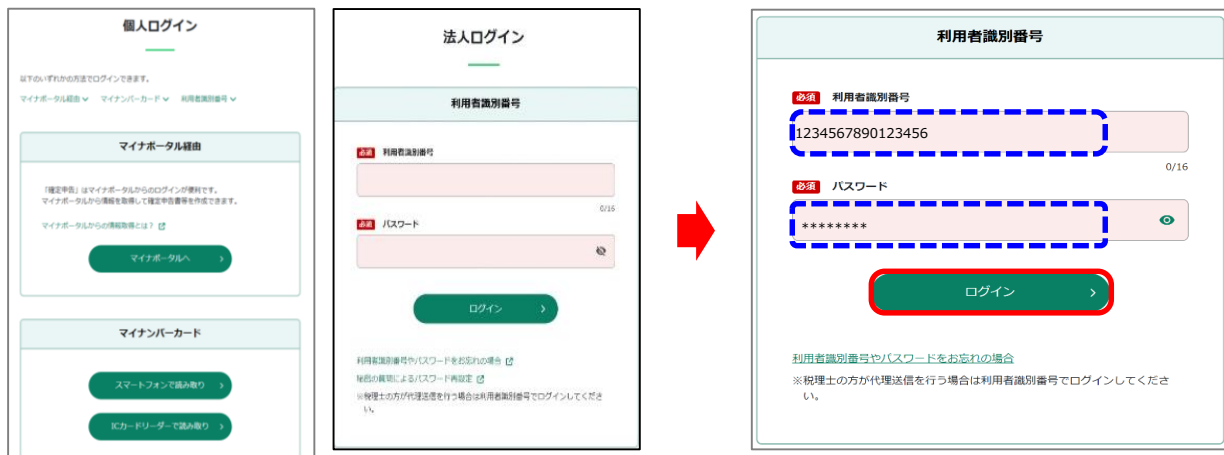 個人ログイン
以下のいずれかの方法でログインできます。
マイナポータル経由 マイナンバーカード 利用者識別番号
マイナポータル経由
「確定申告」はマイナポータルからのログインが便利です。
マイナポータルから情報を取得して確定申告書等を作成できます。
マイナポータルからの情報取得とは？
マイナポータルへ
マイナンバーカード
スマートフォンで読み取り
ICカードリーダーで読み取り
法人ログイン
利用者識別番号
必須 利用者識別番号
0/16
必須 パスワード
ログイン
利用者識別番号やパスワードをお忘れの場合
秘密の質問によるパスワード再設定
※税理士の方が代理送信を行う場合は利用者識別番号でログインしてくださ
い。
利用者識別番号
必須 利用者識別番号
1234567890123456
0/16
必須 パスワード
********
ログイン
利用者識別番号やパスワードをお忘れの場合
※税理士の方が代理送信を行う場合は利用者識別番号でログインしてくださ
い。